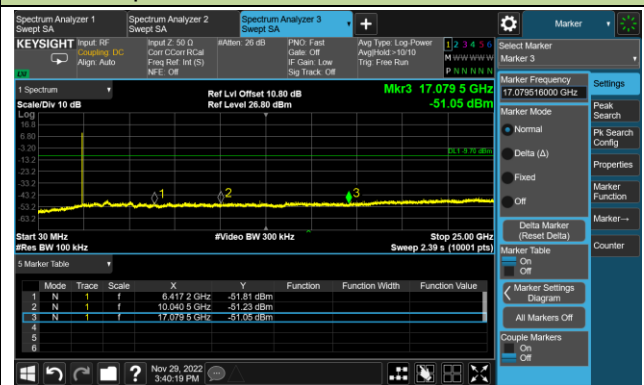 Spectrum Analyzer 1
Swept SA
Spectrum Analyzer 2
Swept SA
Spectrum Analyzer 3
Swept SA
Marker
KEYSIGHT
Input: RF
Coupling: DC
Align: Auto
Input Z: 50 Ω
Corr CCorr RCal
Freq Ref: Int (S)
NFE: Off
#Atten: 26 dB
PNO: Fast
Gate: Off
IF Gain: Low
Sig Track: Off
Avg Type: Log-Power
Avg|Hold:>10/10
Trig: Free Run
1 2 3 4 5 6
M W W W W W
P N N N N N
LVI
1 Spectrum
Scale/Div 10 dB
Ref Lvl Offset 10.80 dB
Ref Level 26.80 dBm
Mkr3 17.079 5 GHz
-51.05 dBm
Log
16.8
6.80
-3.20
-13.2
-23.2
-33.2
-43.2
-53.2
-63.2
DL1 -9.70 dBm
1
2
3
Start 30 MHz
#Res BW 100 kHz
#Video BW 300 kHz
Stop 25.00 GHz
Sweep 2.39 s (10001 pts)
5 Marker Table
Mode Trace Scale X Y Function Function Width Function Value
1 N 1 f 6.417 2 GHz -51.81 dBm
2 N 1 f 10.040 5 GHz -51.23 dBm
3 N 1 f 17.079 5 GHz -51.05 dBm
4
5
6
Select Marker
Marker 3
Marker Frequency
17.079516000 GHz
Marker Mode
Normal
Delta (Δ)
Fixed
Off
Delta Marker
(Reset Delta)
Marker Table
On
Off
Marker Settings
Diagram
All Markers Off
Couple Markers
On
Off
Settings
Peak
Search
Pk Search
Config
Properties
Marker
Function
Marker→
Counter
Nov 29, 2022
3:40:19 PM